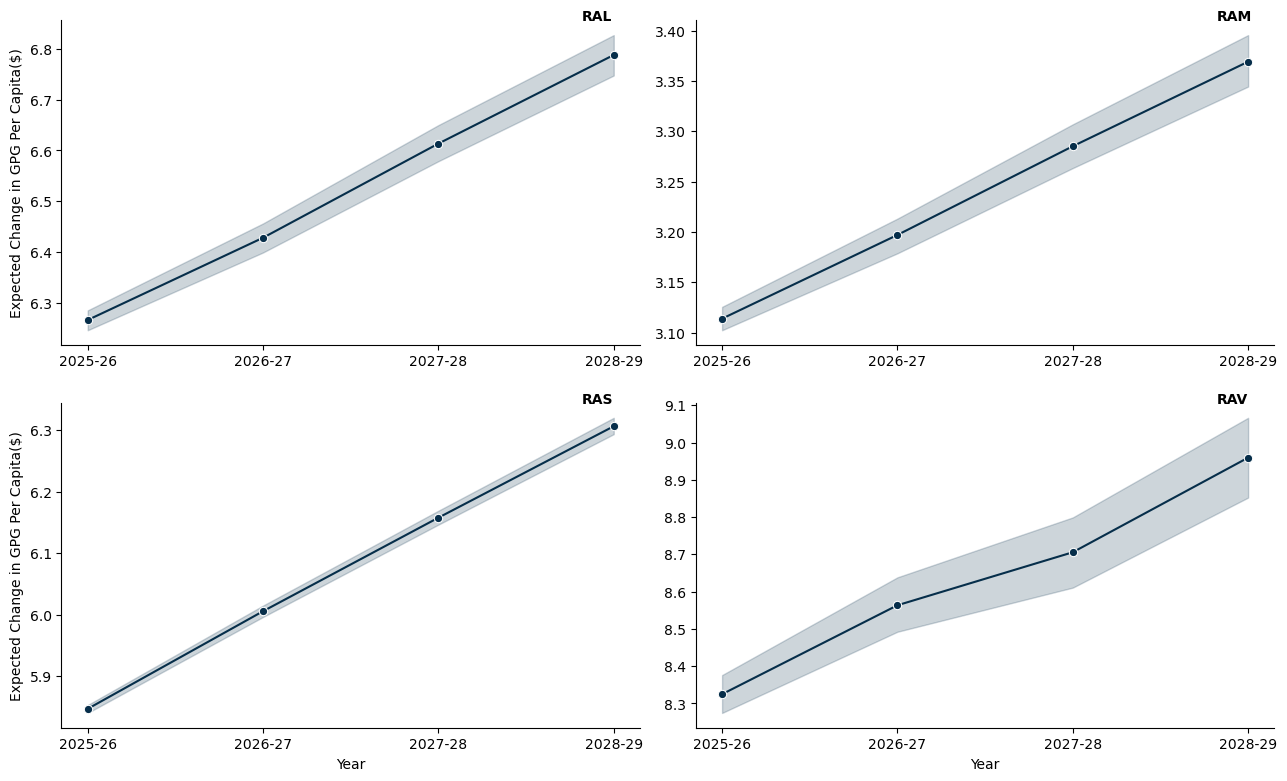 RAL
Expected Change in GPG Per Capita($)
6.8
6.7
6.6
6.5
6.4
6.3
2025-26 2026-27 2027-28 2028-29
RAM
3.40
3.35
3.30
3.25
3.20
3.15
3.10
2025-26 2026-27 2027-28 2028-29
RAS
Expected Change in GPG Per Capita($)
6.3
6.2
6.1
6.0
5.9
2025-26 2026-27 2027-28 2028-29
Year
RAV
9.1
9.0
8.9
8.8
8.7
8.6
8.5
8.4
8.3
2025-26 2026-27 2027-28 2028-29
Year